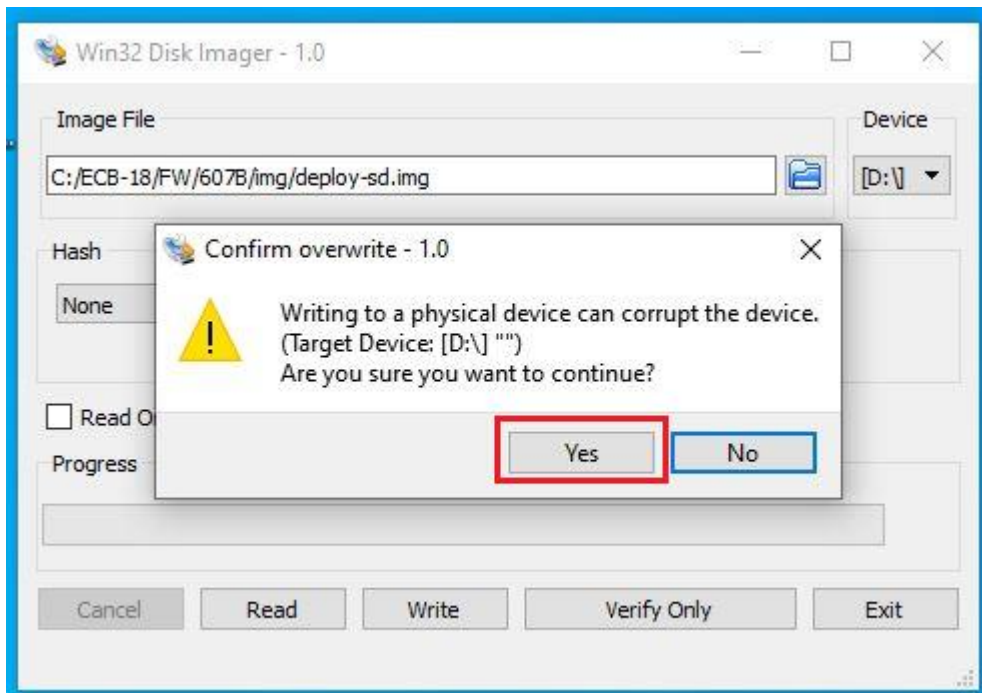 Win32 Disk Imager - 1.0
Image File
Device
C:/ECB-18/FW/607B/img/deploy-sd.img
[D:\]
Hash
Confirm overwrite - 1.0
None
Writing to a physical device can corrupt the device.
(Target Device: [D:\] "")
Are you sure you want to continue?
Read O
Yes
No
Progress
Cancel
Read
Write
Verify Only
Exit